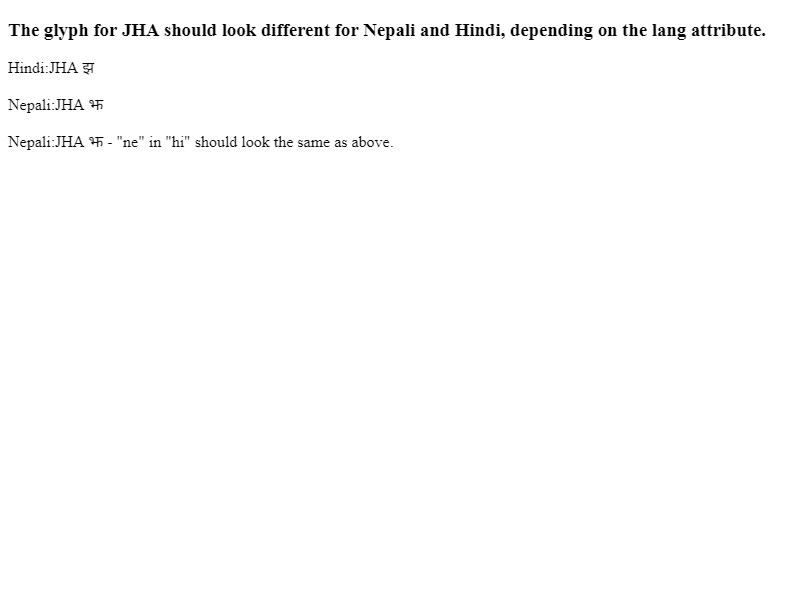 The glyph for JHA should look different for Nepali and Hindi, depending on the lang attribute.
Hindi:JHA झ
Nepali:JHA झ
Nepali:JHA झ - "ne" in "hi" should look the same as above.